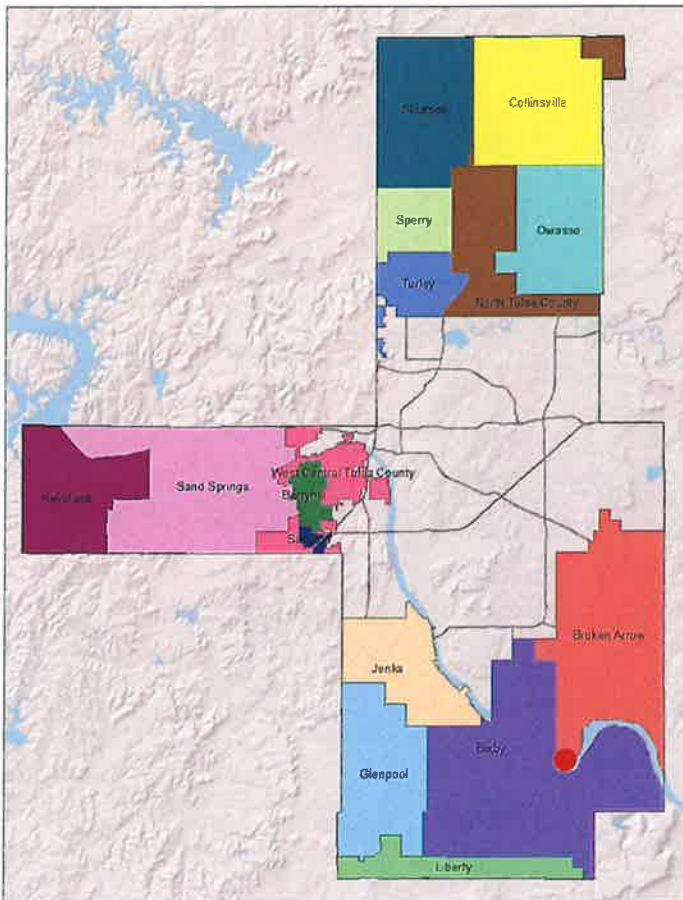 Skiatook
Collinsville
Sperry
Owasso
Turley
North Tulsa County
West Central Tulsa County
Sand Springs
Keystone
Berryhill
Broken Arrow
Jenks
Bixby
Glenpool
Liberty